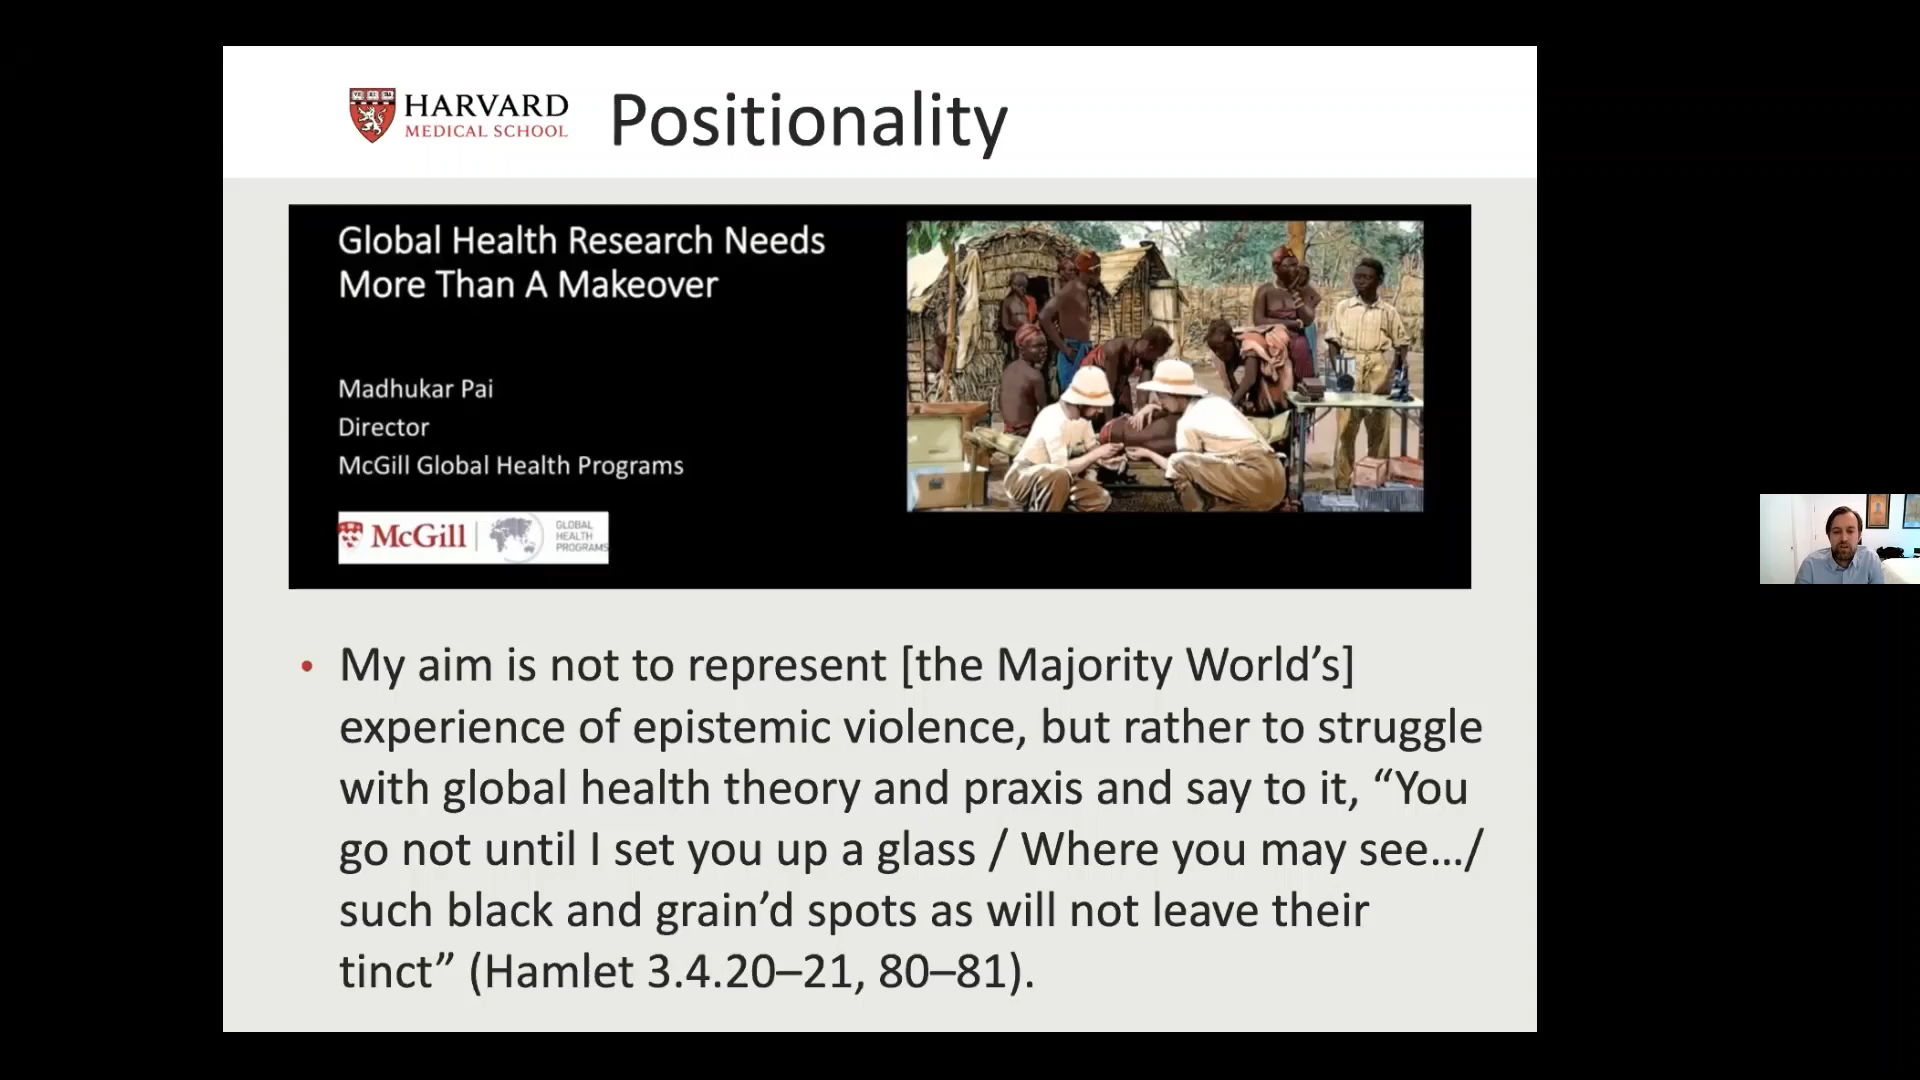 HARVARD
MEDICAL SCHOOL
Positionality
Global Health Research Needs
More Than A Makeover
Madhukar Pai
Director
McGill Global Health Programs
McGill
GLOBAL
HEALTH
PROGRAMS
• My aim is not to represent [the Majority World’s]
experience of epistemic violence, but rather to struggle
with global health theory and praxis and say to it, “You
go not until I set you up a glass / Where you may see…/
such black and grain’d spots as will not leave their
tinct” (Hamlet 3.4.20–21, 80–81).